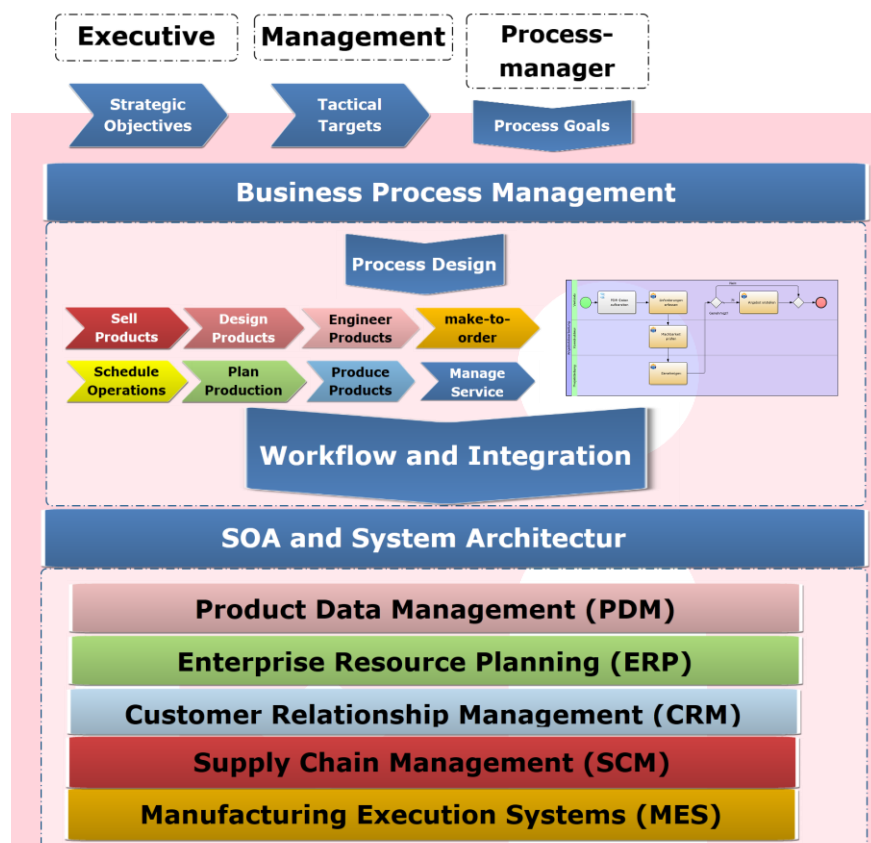 Executive
Management
Process-
manager
Strategic
Objectives
Tactical
Targets
Process Goals
Business Process Management
Process Design
Sell
Products
Design
Products
Engineer
Products
make-to-
order
Schedule
Operations
Plan
Production
Produce
Products
Manage
Service
Workflow and Integration
SOA and System Architectur
Product Data Management (PDM)
Enterprise Resource Planning (ERP)
Customer Relationship Management (CRM)
Supply Chain Management (SCM)
Manufacturing Execution Systems (MES)